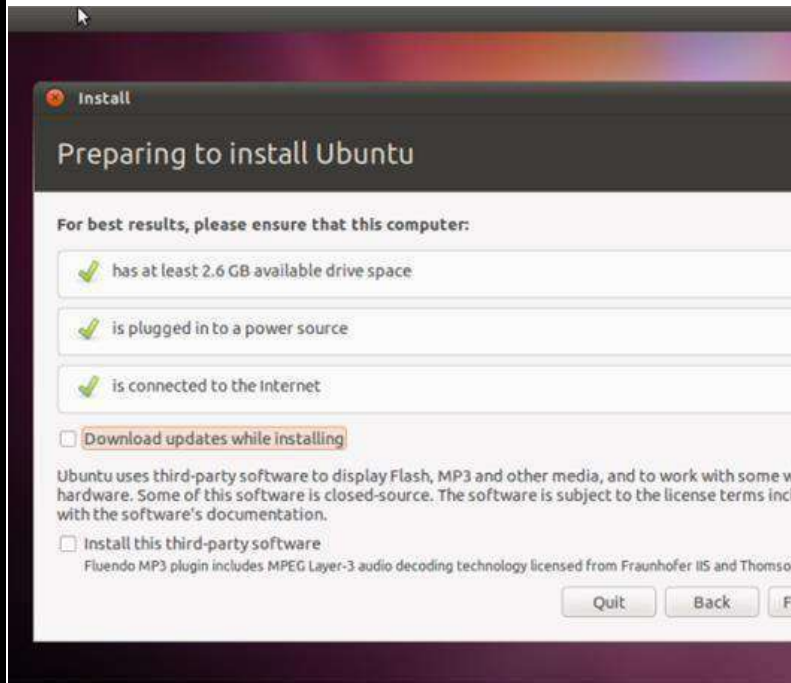 Install
Preparing to install Ubuntu
For best results, please ensure that this computer:
has at least 2.6 GB available drive space
is plugged in to a power source
is connected to the Internet
Download updates while installing
Ubuntu uses third-party software to display Flash, MP3 and other media, and to work with some w
hardware. Some of this software is closed-source. The software is subject to the license terms inc
with the software's documentation.
Install this third-party software
Fluendo MP3 plugin includes MPEG Layer-3 audio decoding technology licensed from Fraunhofer IIS and Thomso
Quit Back F